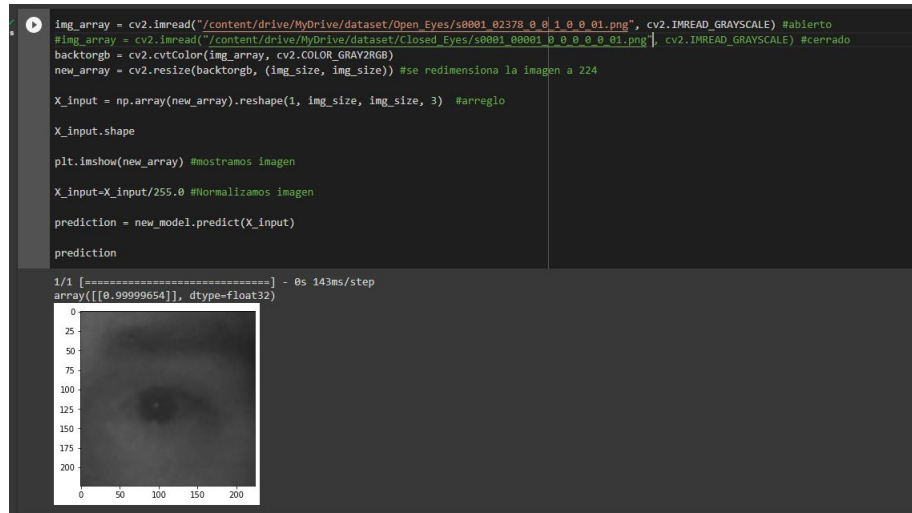 img_array = cv2.imread("/content/drive/MyDrive/dataset/Open_Eyes/s0001_02378_0_0_1_0_0_01.png", cv2.IMREAD_GRAYSCALE) #abierto
#img_array = cv2.imread("/content/drive/MyDrive/dataset/Closed_Eyes/s0001_00001_0_0_0_0_0_01.png", cv2.IMREAD_GRAYSCALE) #cerrado
backtorgb = cv2.cvtColor(img_array, cv2.COLOR_GRAY2RGB)
new_array = cv2.resize(backtorgb, (img_size, img_size)) #se redimensiona la imagen a 224
X_input = np.array(new_array).reshape(1, img_size, img_size, 3) #arreglo
X_input.shape
plt.imshow(new_array) #mostramos imagen
X_input=X_input/255.0 #Normalizamos imagen
prediction = new_model.predict(X_input)
prediction
1/1 [==============================] - 0s 143ms/step
array([[0.99999654]], dtype=float32)
0
25
50
75
100
125
150
175
200
0 50 100 150 200